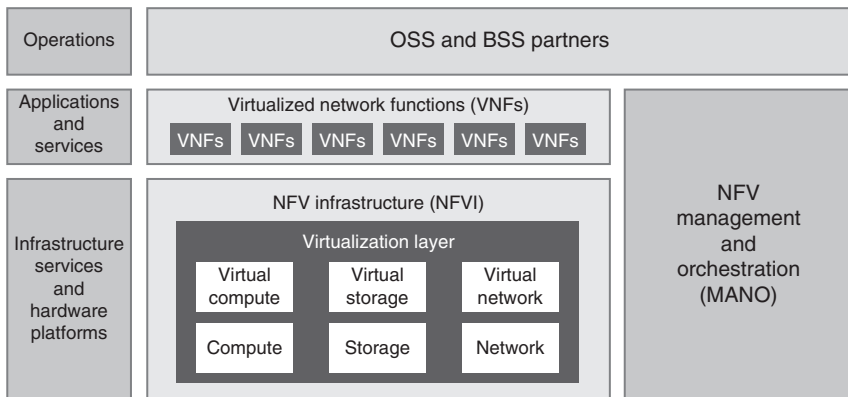 Operations
OSS and BSS partners
Applications
and
services
Virtualized network functions (VNFs)
VNFs VNFs VNFs VNFs VNFs VNFs
Infrastructure
services
and
hardware
platforms
NFV infrastructure (NFVI)
Virtualization layer
Virtual
compute
Virtual
storage
Virtual
network
Compute
Storage
Network
NFV
management
and
orchestration
(MANO)